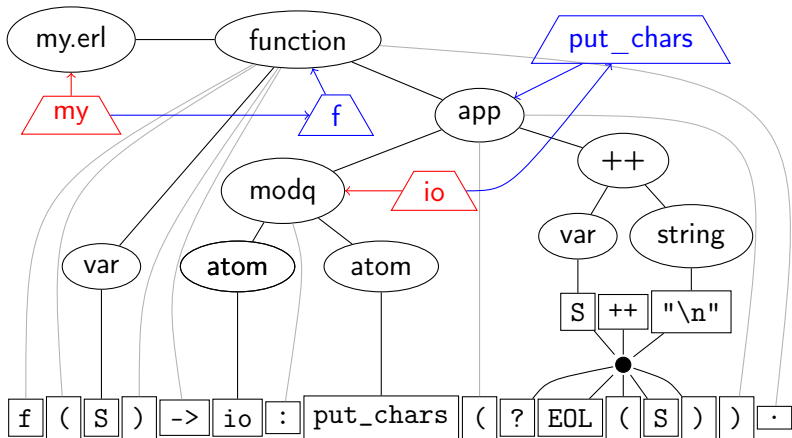 my.erl function put_chars
my f app
++
modq io
var string
var atom atom
S ++ "\n"
f ( S ) -> io : put_chars ( ? EOL ( S ) ) .